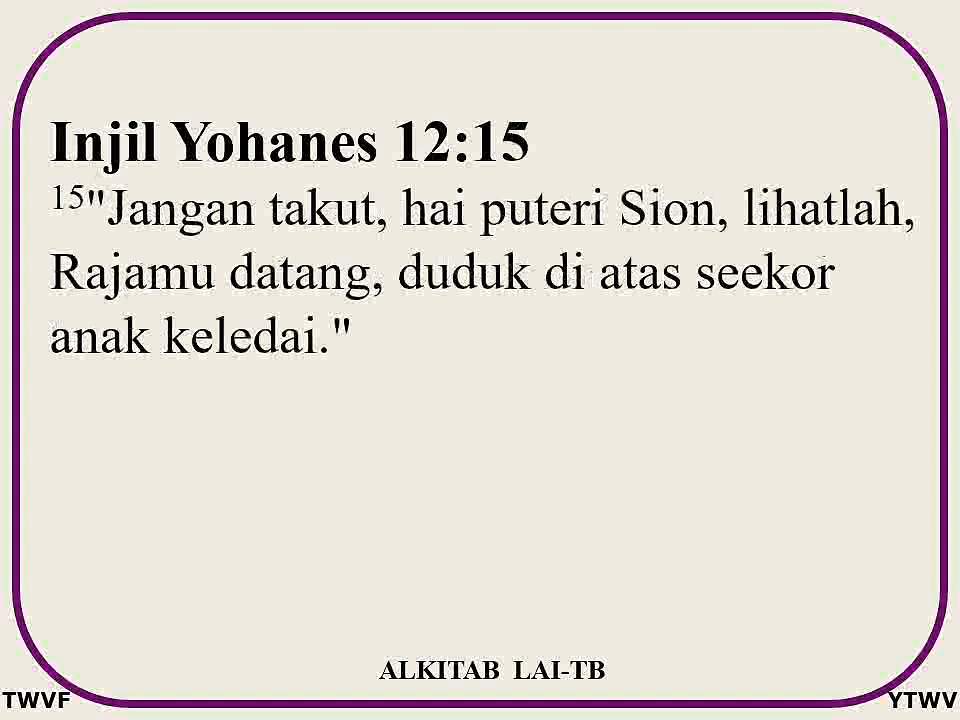 Injil Yohanes 12:15
15"Jangan takut, hai puteri Sion, lihatlah,
Rajamu datang, duduk di atas seekor
anak keledai."
ALKITAB LAI-TB
TWVF
YTWV